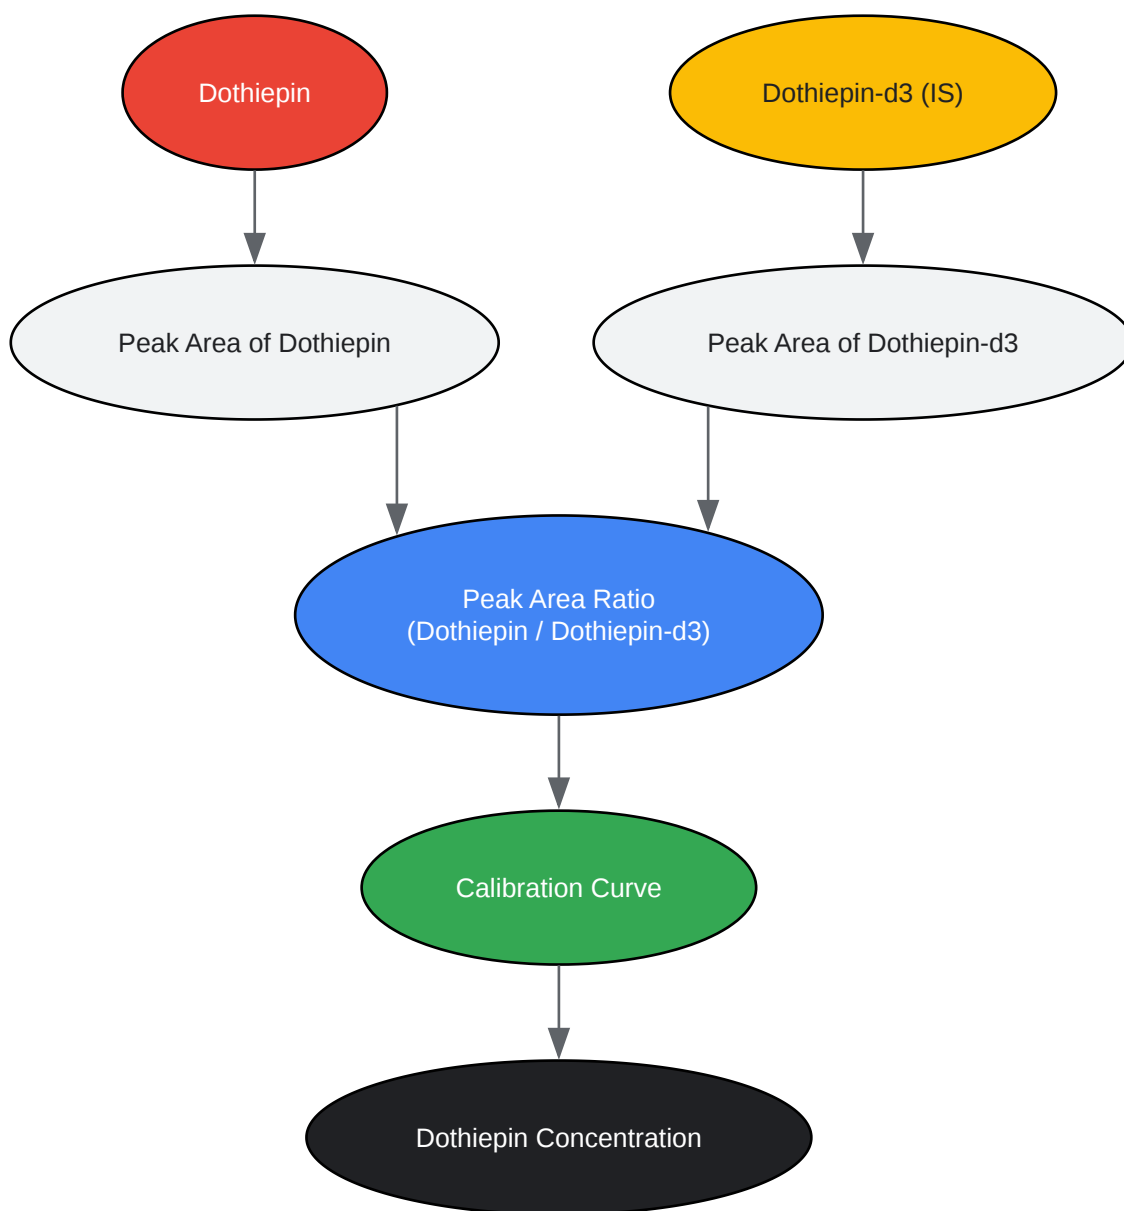 Dothiepin
Dothiepin-d3 (IS)
Peak Area of Dothiepin
Peak Area of Dothiepin-d3
Peak Area Ratio
(Dothiepin / Dothiepin-d3)
Calibration Curve
Dothiepin Concentration